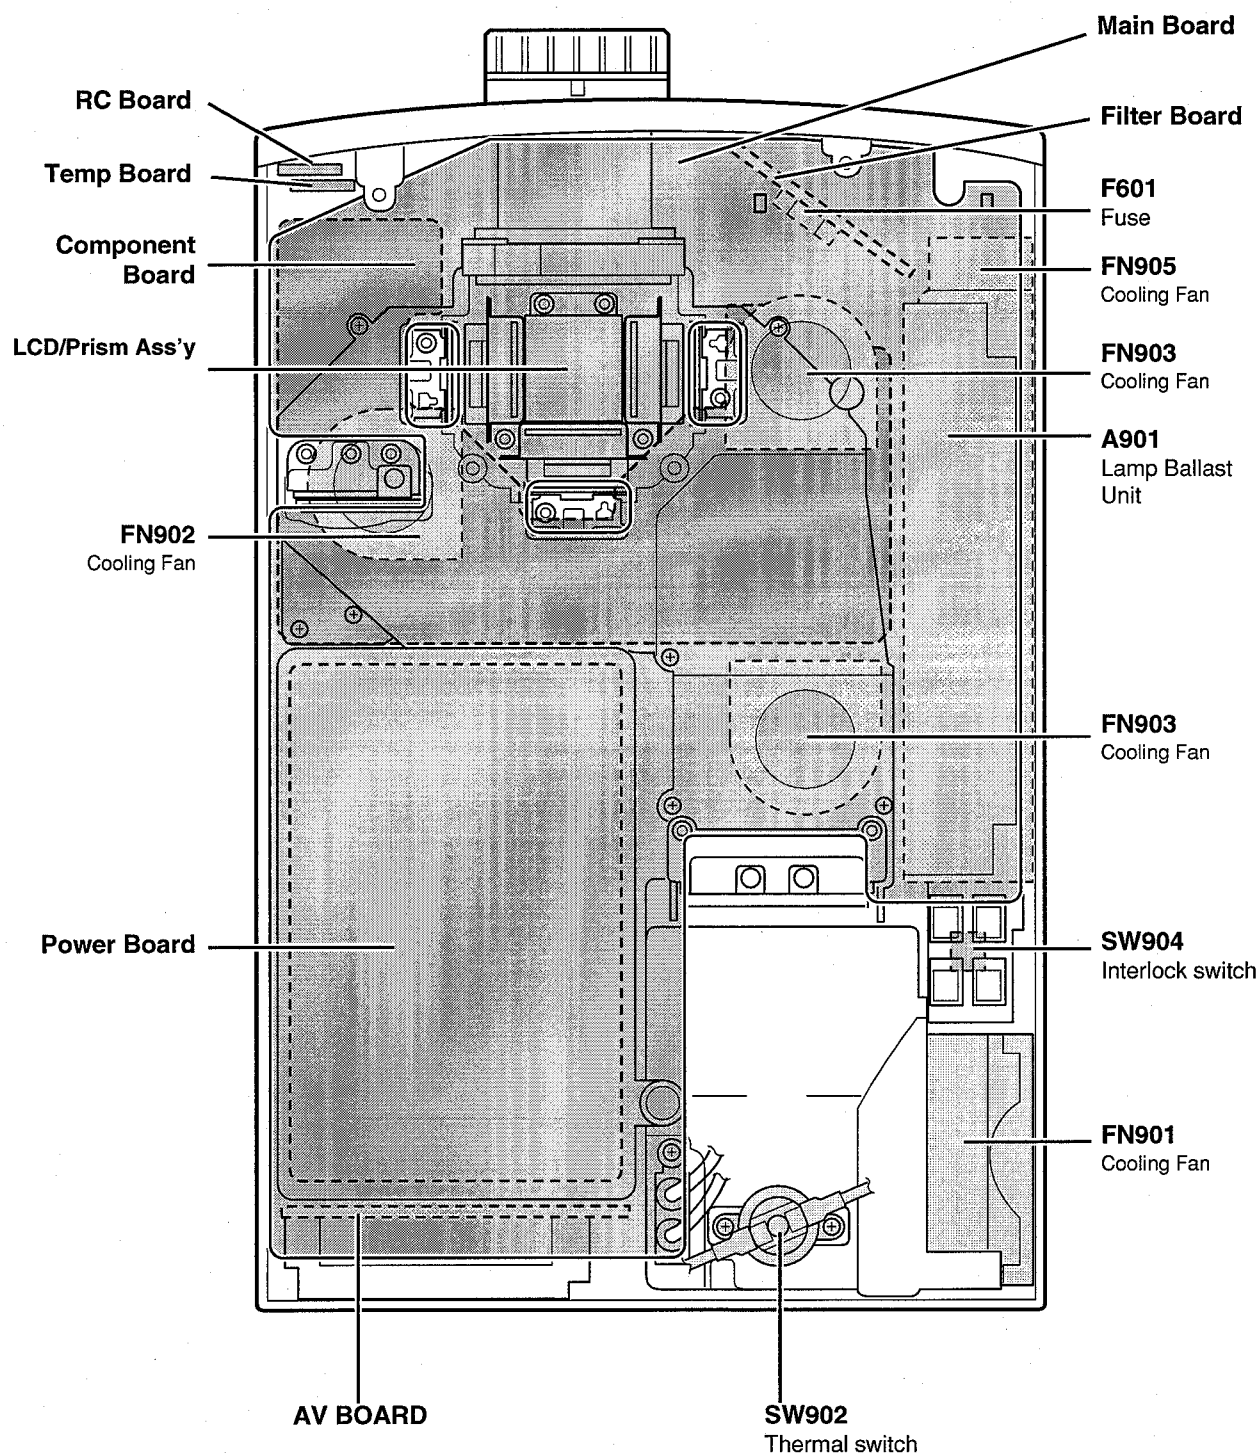 Main Board
RC Board
Filter Board
Temp Board
F601
Fuse
Component
Board
FN905
Cooling Fan
LCD/Prism Ass'y
FN903
Cooling Fan
A901
Lamp Ballast
Unit
FN902
Cooling Fan
FN903
Cooling Fan
Power Board
SW904
Interlock switch
FN901
Cooling Fan
AV BOARD
SW902
Thermal switch